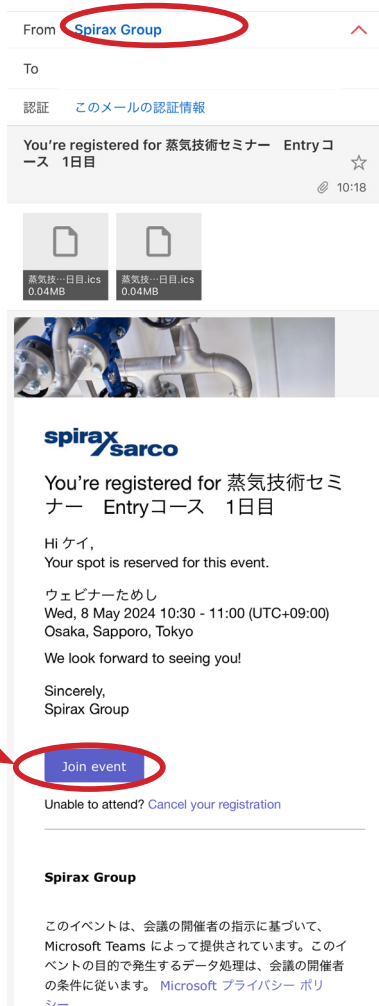 From Spirax Group
To
認証 このメールの認証情報
You're registered for 蒸気技術セミナー　Entryコ
ース　1日目
10:18
蒸気技…日目.ics
0.04MB
蒸気技…日目.ics
0.04MB
spirax
sarco
You're registered for 蒸気技術セミ
ナー　Entryコース　1日目
Hi ケイ,
Your spot is reserved for this event.
ウェビナーためし
Wed, 8 May 2024 10:30 - 11:00 (UTC+09:00)
Osaka, Sapporo, Tokyo
We look forward to seeing you!
Sincerely,
Spirax Group
Join event
Unable to attend? Cancel your registration
Spirax Group
このイベントは、会議の開催者の指示に基づいて、
Microsoft Teams によって提供されています。このイ
ベントの目的で発生するデータ処理は、会議の開催者
の条件に従います。 Microsoft プライバシー ポリ
シー